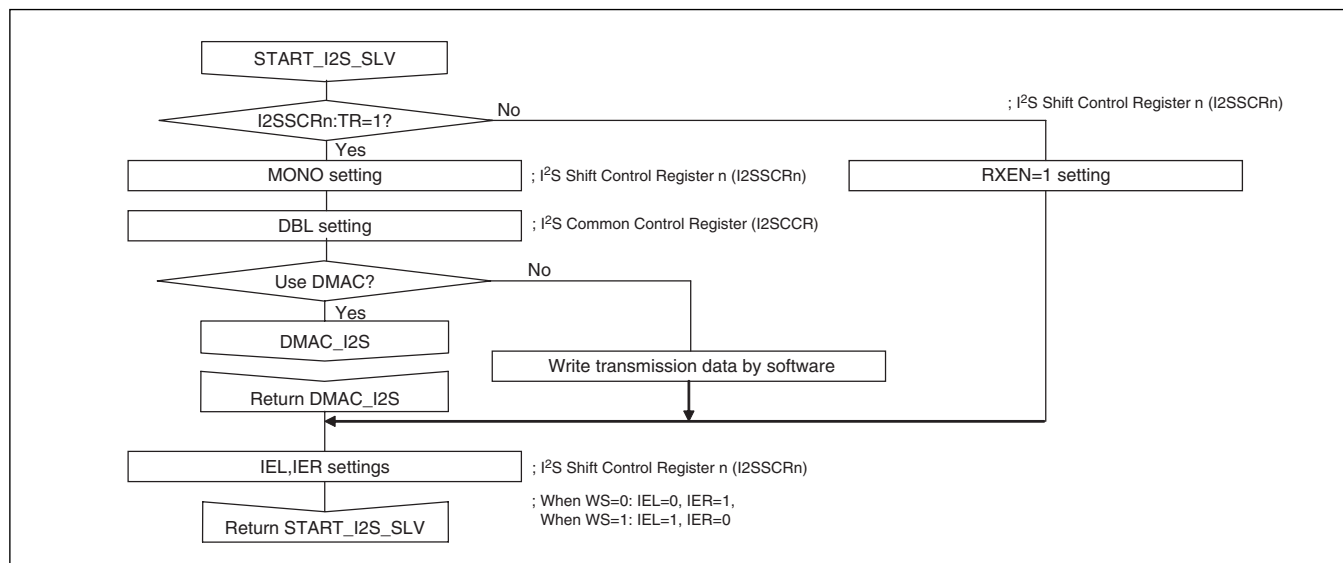 START_I2S_SLV
I2SSCRn:TR=1?
No
; I²S Shift Control Register n (I2SSCRn)
Yes
MONO setting
; I²S Shift Control Register n (I2SSCRn)
RXEN=1 setting
DBL setting
; I²S Common Control Register (I2SCCR)
Use DMAC?
No
Yes
DMAC_I2S
Write transmission data by software
Return DMAC_I2S
IEL,IER settings
; I²S Shift Control Register n (I2SSCRn)
; When WS=0: IEL=0, IER=1,
When WS=1: IEL=1, IER=0
Return START_I2S_SLV